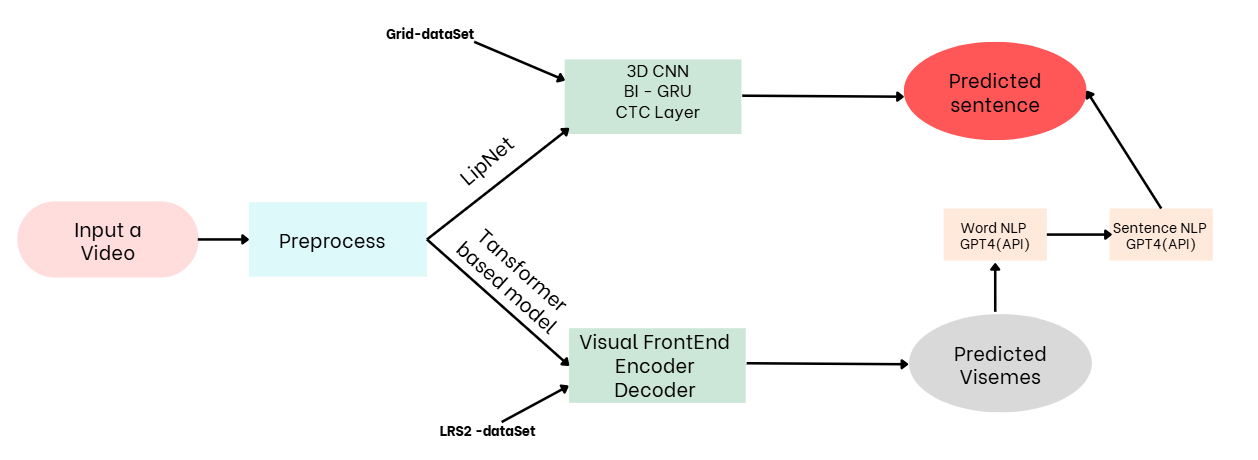 Grid-dataSet
3D CNN
BI - GRU
CTC Layer
Predicted
sentence
LipNet
Input a
Video
Preprocess
Tansformer
based model
Word NLP
GPT4(API)
Sentence NLP
GPT4(API)
Visual FrontEnd
Encoder
Decoder
Predicted
Visemes
LRS2 -dataSet